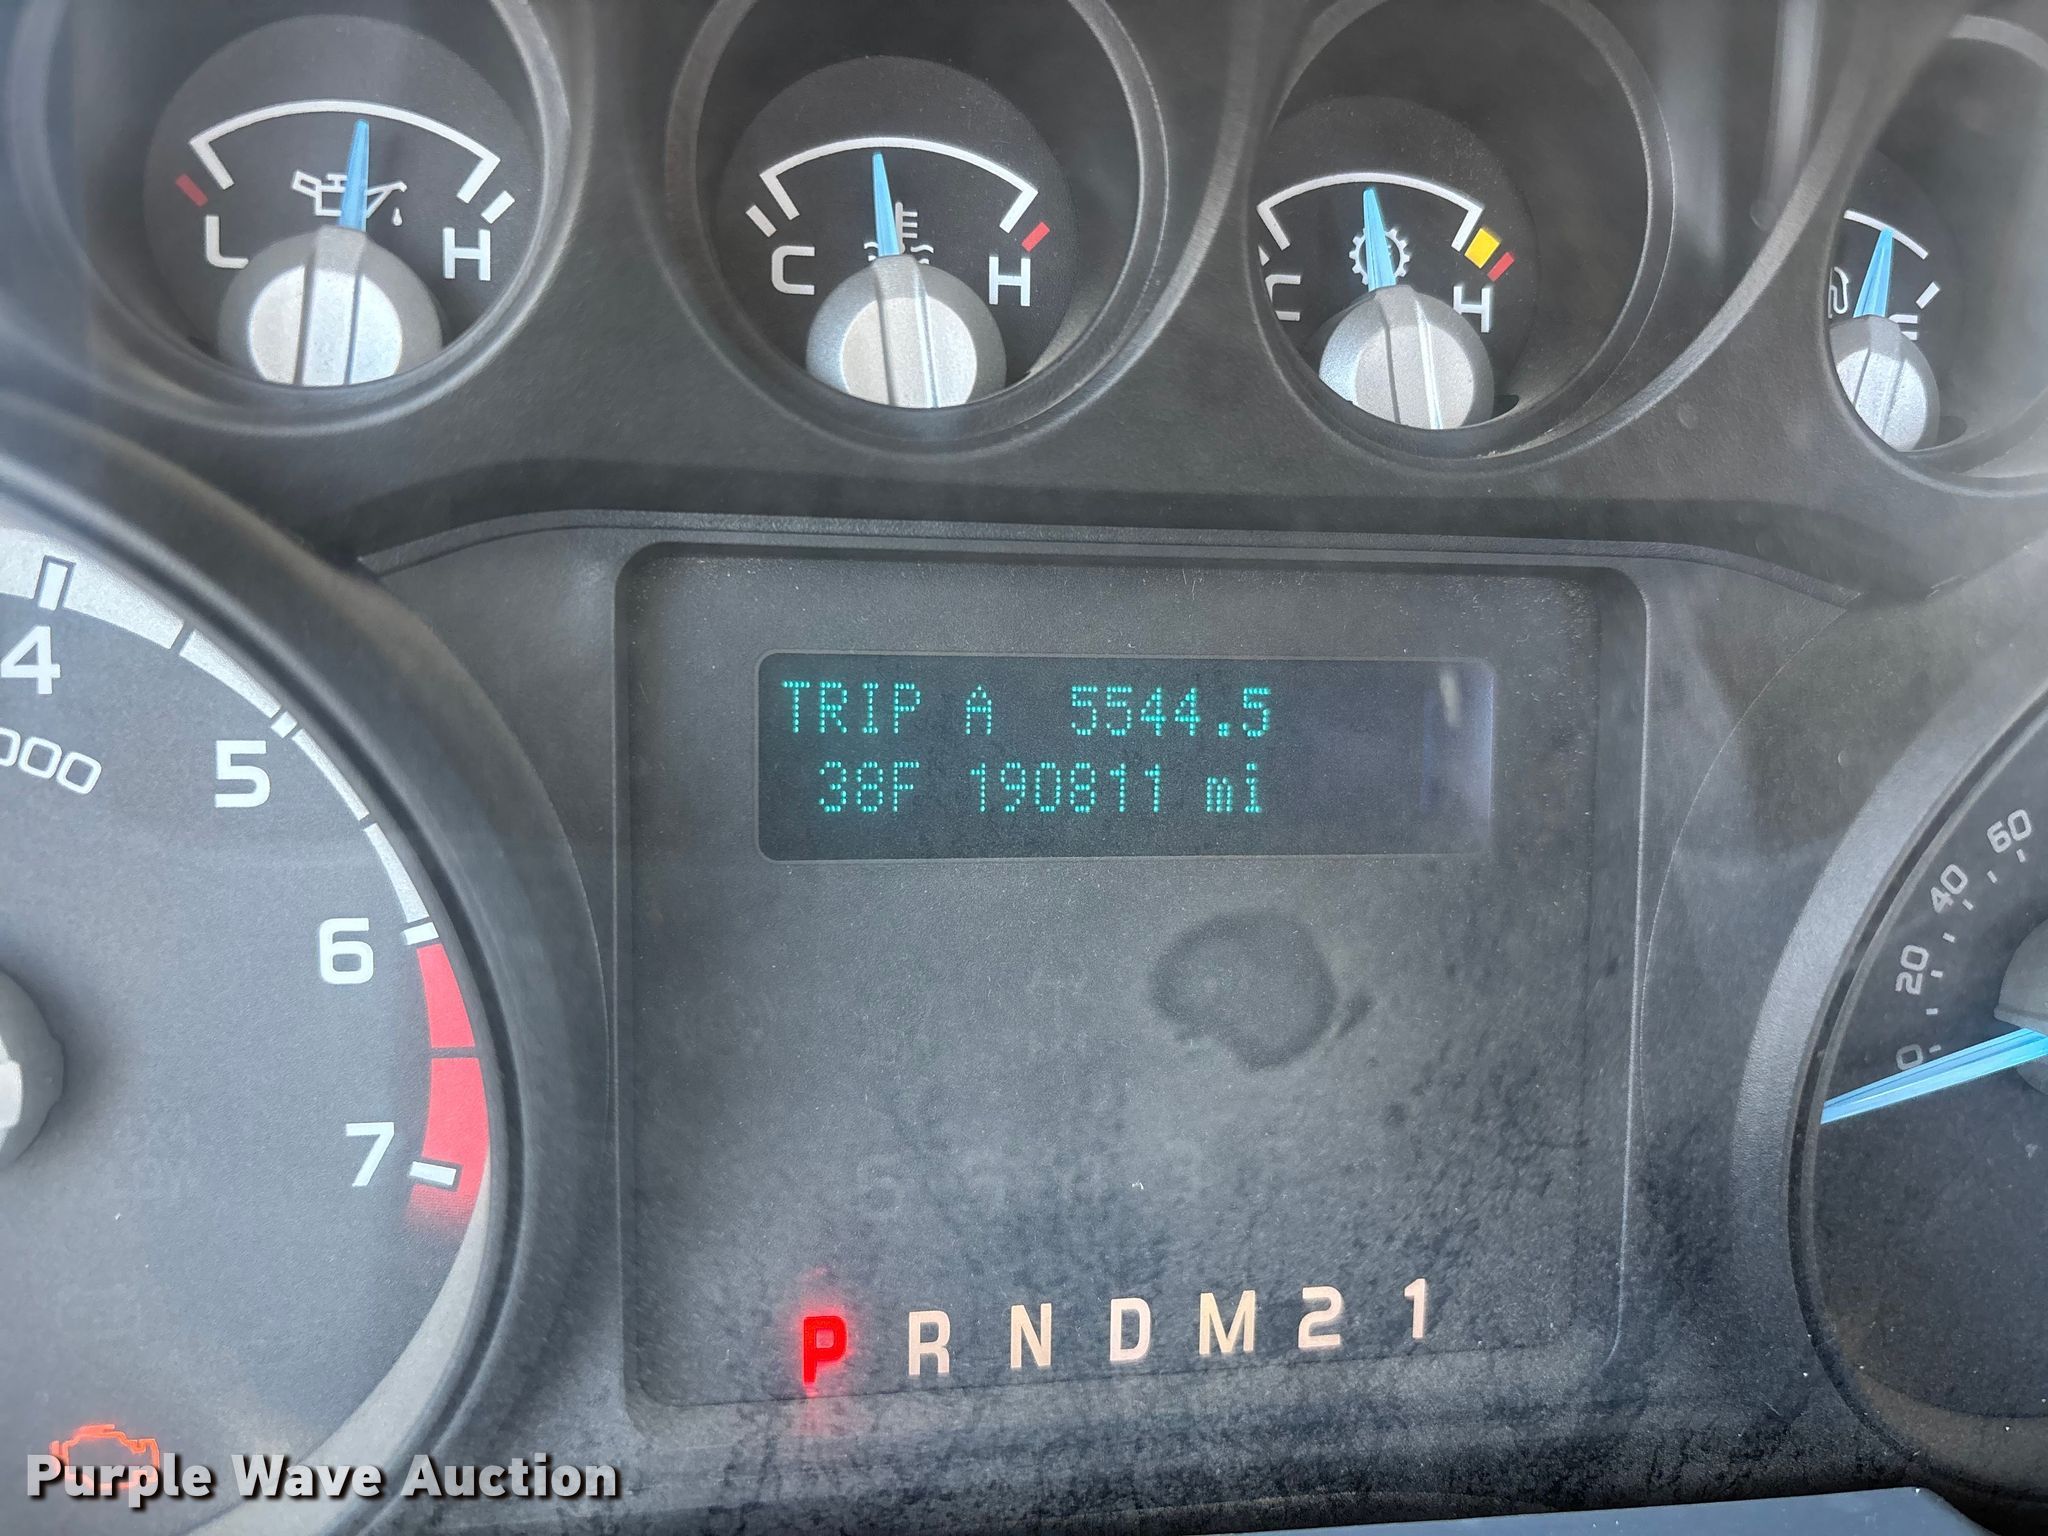 L H
C H
C H
4
000
5
6
7
TRIP A 5544.5
38F 190811 mi
60
40
20
0
P R N D M 2 1
Purple Wave Auction